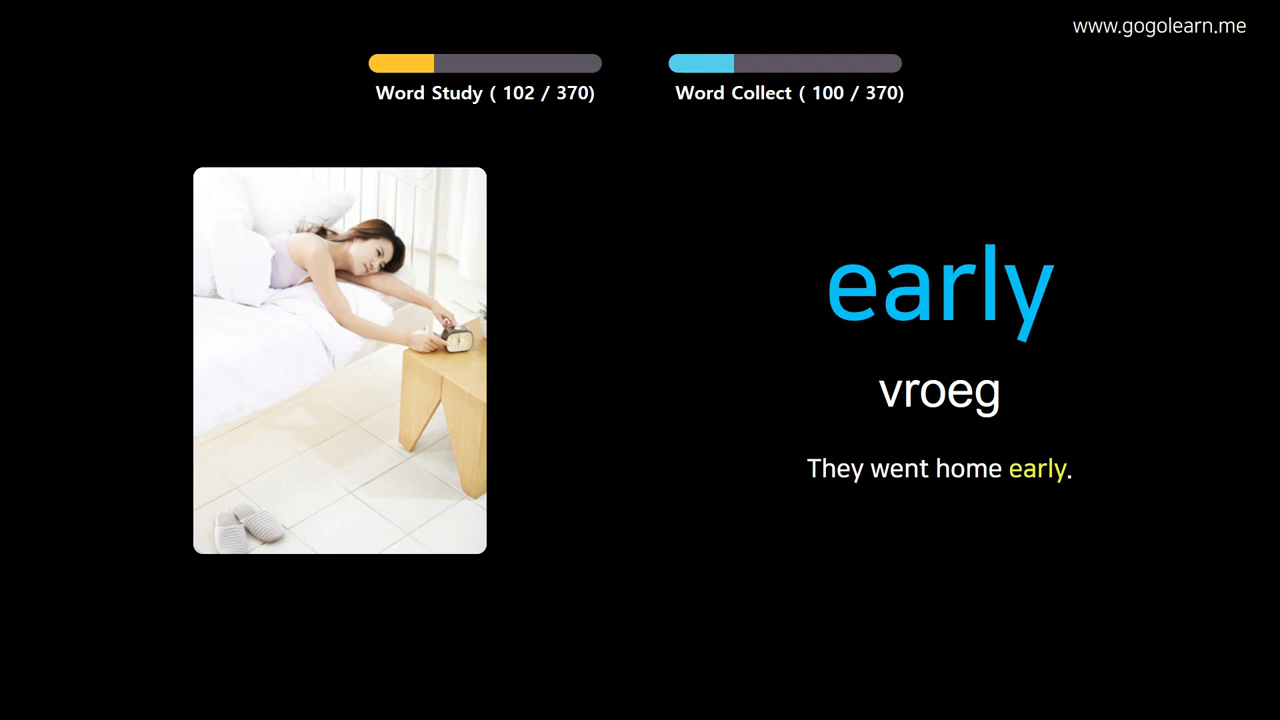 www.gogolearn.me
Word Study ( 102 / 370)
Word Collect ( 100 / 370)
early
vroeg
They went home early.